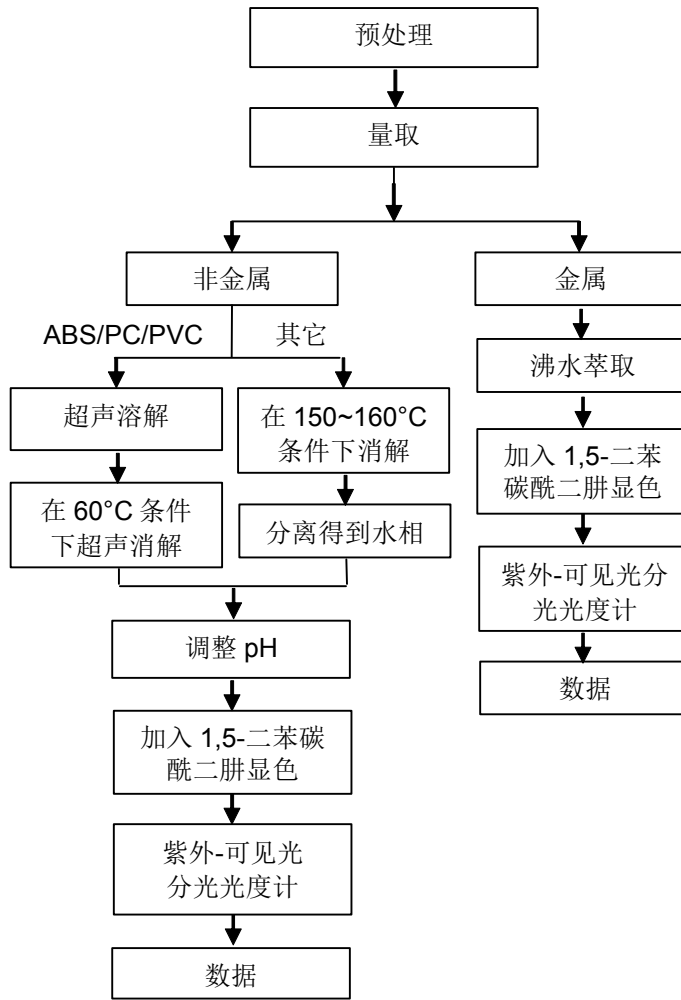 预处理
量取
非金属
金属
ABS/PC/PVC
其它
超声溶解
在 60°C 条件
下超声消解
在 150~160°C
条件下消解
分离得到水相
调整 pH
加入 1,5-二苯碳
酰二肼显色
紫外-可见光
分光光度计
数据
沸水萃取
加入 1,5-二苯
碳酰二肼显色
紫外-可见光分
光光度计
数据